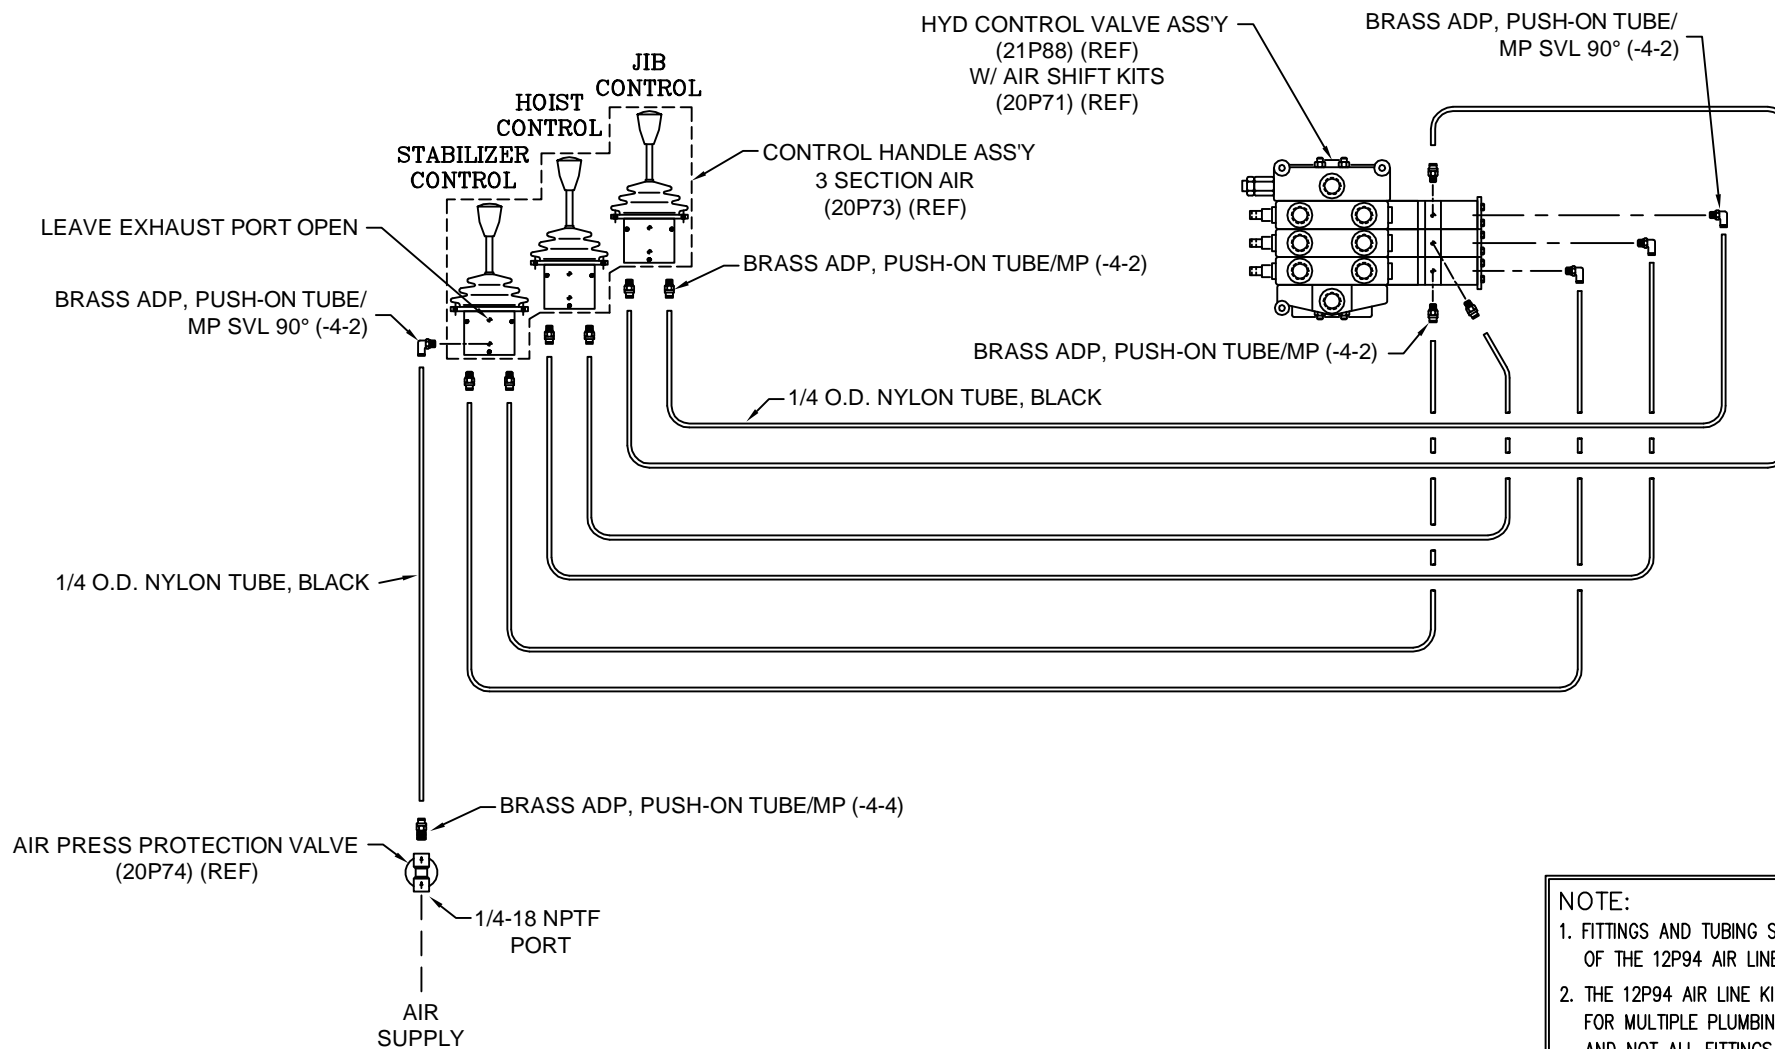 HYD CONTROL VALVE ASS'Y
(21P88) (REF)
W/ AIR SHIFT KITS
(20P71) (REF)
BRASS ADP, PUSH-ON TUBE/
MP SVL 90° (-4-2)
JIB
CONTROL
HOIST
CONTROL
STABILIZER
CONTROL
CONTROL HANDLE ASS'Y
3 SECTION AIR
(20P73) (REF)
LEAVE EXHAUST PORT OPEN
BRASS ADP, PUSH-ON TUBE/MP (-4-2)
BRASS ADP, PUSH-ON TUBE/
MP SVL 90° (-4-2)
BRASS ADP, PUSH-ON TUBE/MP (-4-2)
1/4 O.D. NYLON TUBE, BLACK
1/4 O.D. NYLON TUBE, BLACK
BRASS ADP, PUSH-ON TUBE/MP (-4-4)
AIR PRESS PROTECTION VALVE
(20P74) (REF)
1/4-18 NPTF
PORT
AIR
SUPPLY
NOTE:
1. FITTINGS AND TUBING S
OF THE 12P94 AIR LINE
2. THE 12P94 AIR LINE KI
FOR MULTIPLE PLUMBIN
AND NOT ALL FITTINGS